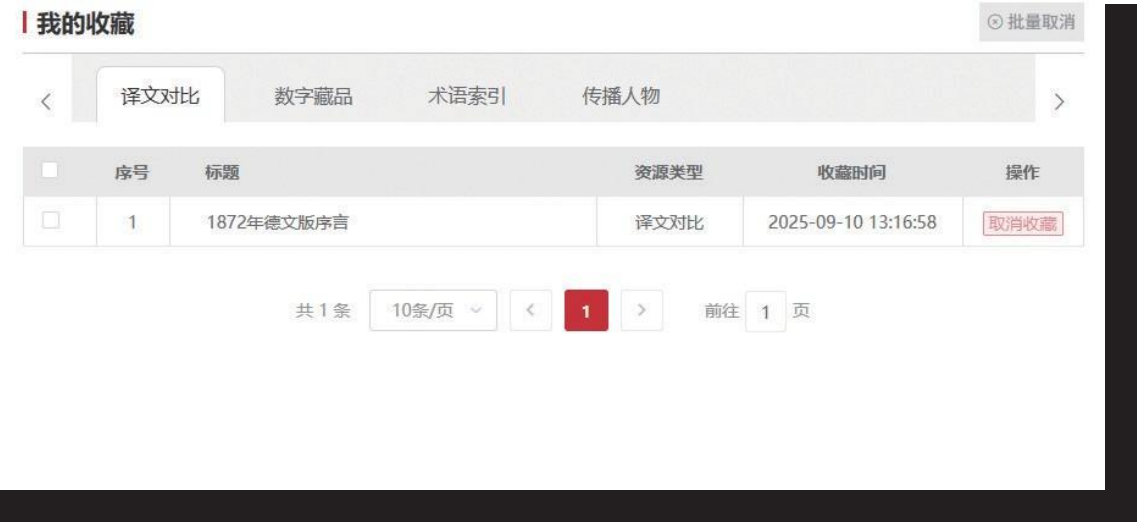 我的收藏
批量取消
译文对比 数字藏品 术语索引 传播人物
序号 标题 资源类型 收藏时间 操作
1 1872年德文版序言 译文对比 2025-09-10 13:16:58 取消收藏
共 1 条 10条/页 1 前往 1 页